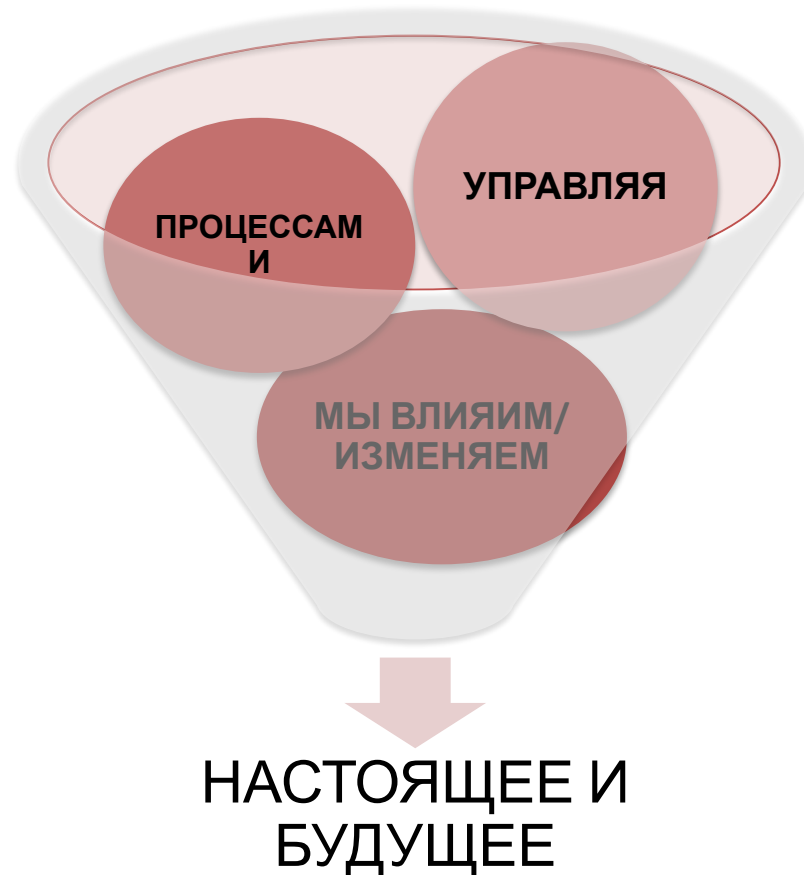 УПРАВЛЯЯ
ПРОЦЕССАМ
И
МЫ ВЛИЯИМ/
ИЗМЕНЯЕМ
НАСТОЯЩЕЕ И
БУДУЩЕЕ